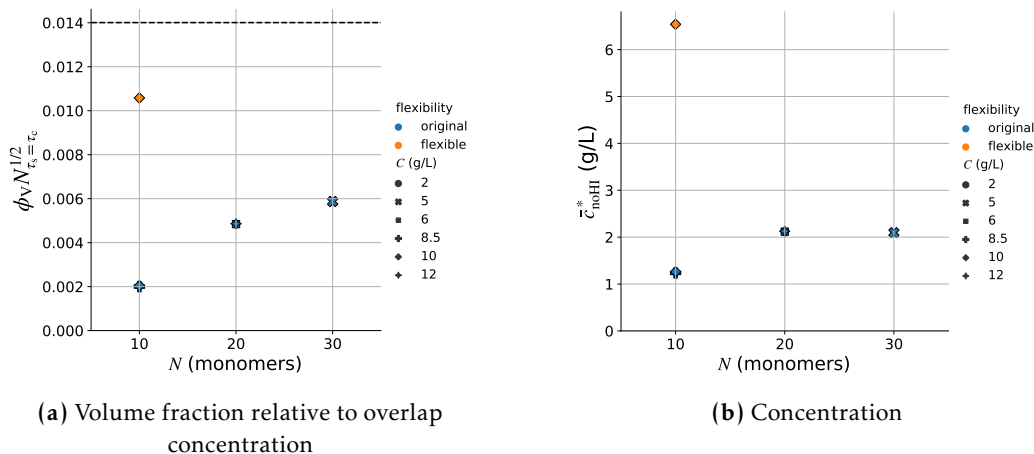 0.014
0.012
0.010
0.008
0.006
0.004
0.002
0.000
10 20 30
N (monomers)
ϕ_V N^{1/2}_{τ_s = τ_c}
flexibility
original
flexible
C (g/L)
2
5
6
8.5
10
12
(a) Volume fraction relative to overlap
concentration
6
5
4
3
2
1
0
10 20 30
N (monomers)
c̄*_{noHI} (g/L)
flexibility
original
flexible
C (g/L)
2
5
6
8.5
10
12
(b) Concentration